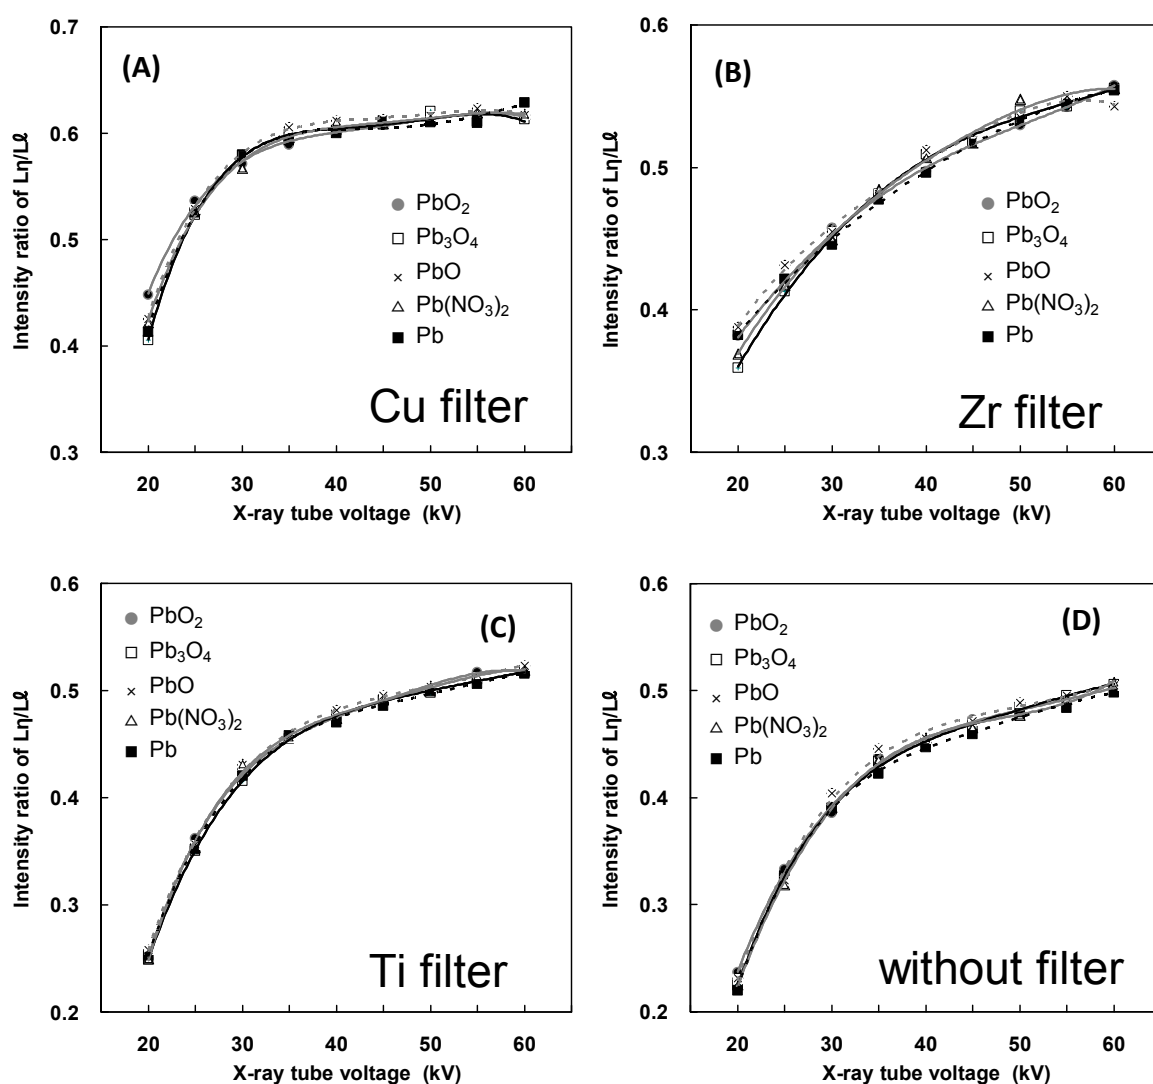 (A)
Intensity ratio of Lη/Lℓ
0.7
0.6
0.5
0.4
0.3
PbO₂
Pb₃O₄
PbO
Pb(NO₃)₂
Pb
Cu filter
20 30 40 50 60
X-ray tube voltage (kV)
(B)
Intensity ratio of Lη/Lℓ
0.6
0.5
0.4
0.3
PbO₂
Pb₃O₄
PbO
Pb(NO₃)₂
Pb
Zr filter
20 30 40 50 60
X-ray tube voltage (kV)
(C)
Intensity ratio of Lη/Lℓ
0.6
0.5
0.4
0.3
0.2
PbO₂
Pb₃O₄
PbO
Pb(NO₃)₂
Pb
Ti filter
20 30 40 50 60
X-ray tube voltage (kV)
(D)
Intensity ratio of Lη/Lℓ
0.6
0.5
0.4
0.3
0.2
PbO₂
Pb₃O₄
PbO
Pb(NO₃)₂
Pb
without filter
20 30 40 50 60
X-ray tube voltage (kV)